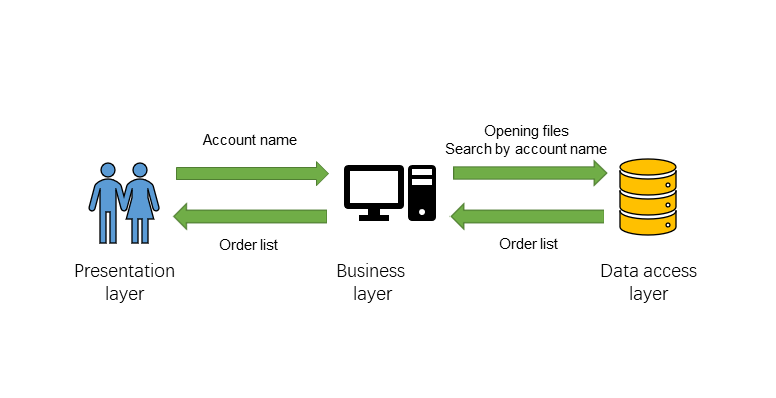 Account name
Opening files
Search by account name
Order list
Order list
Presentation
layer
Business
layer
Data access
layer